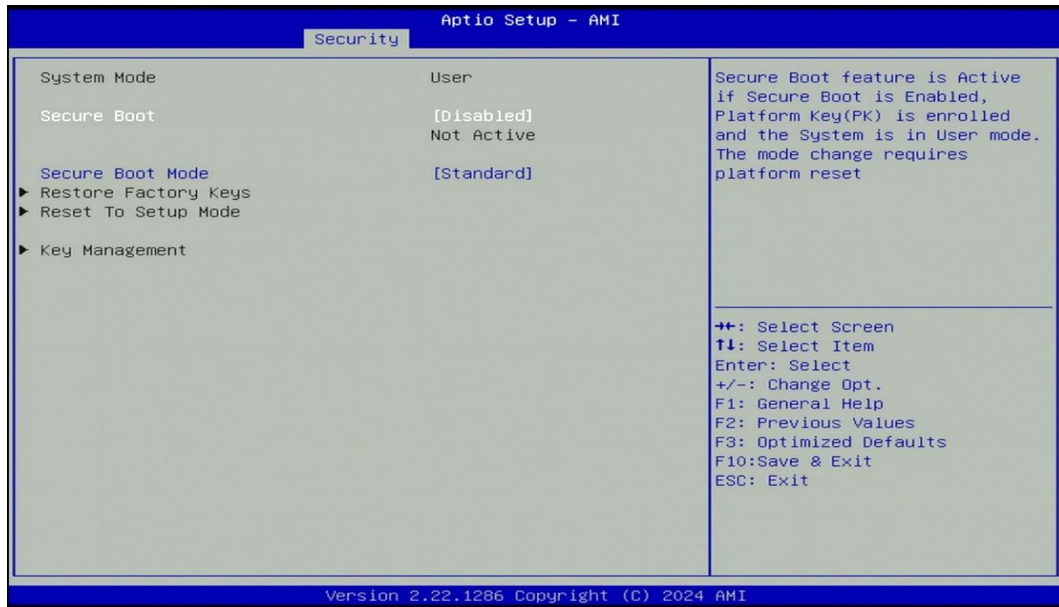 Aptio Setup - AMI
Security
System Mode User
Secure Boot [Disabled]
Not Active
Secure Boot Mode [Standard]
▶ Restore Factory Keys
▶ Reset To Setup Mode
▶ Key Management
Secure Boot feature is Active
if Secure Boot is Enabled,
Platform Key(PK) is enrolled
and the System is in User mode.
The mode change requires
platform reset
→←: Select Screen
↑↓: Select Item
Enter: Select
+/-: Change Opt.
F1: General Help
F2: Previous Values
F3: Optimized Defaults
F10:Save & Exit
ESC: Exit
Version 2.22.1286 Copyright (C) 2024 AMI